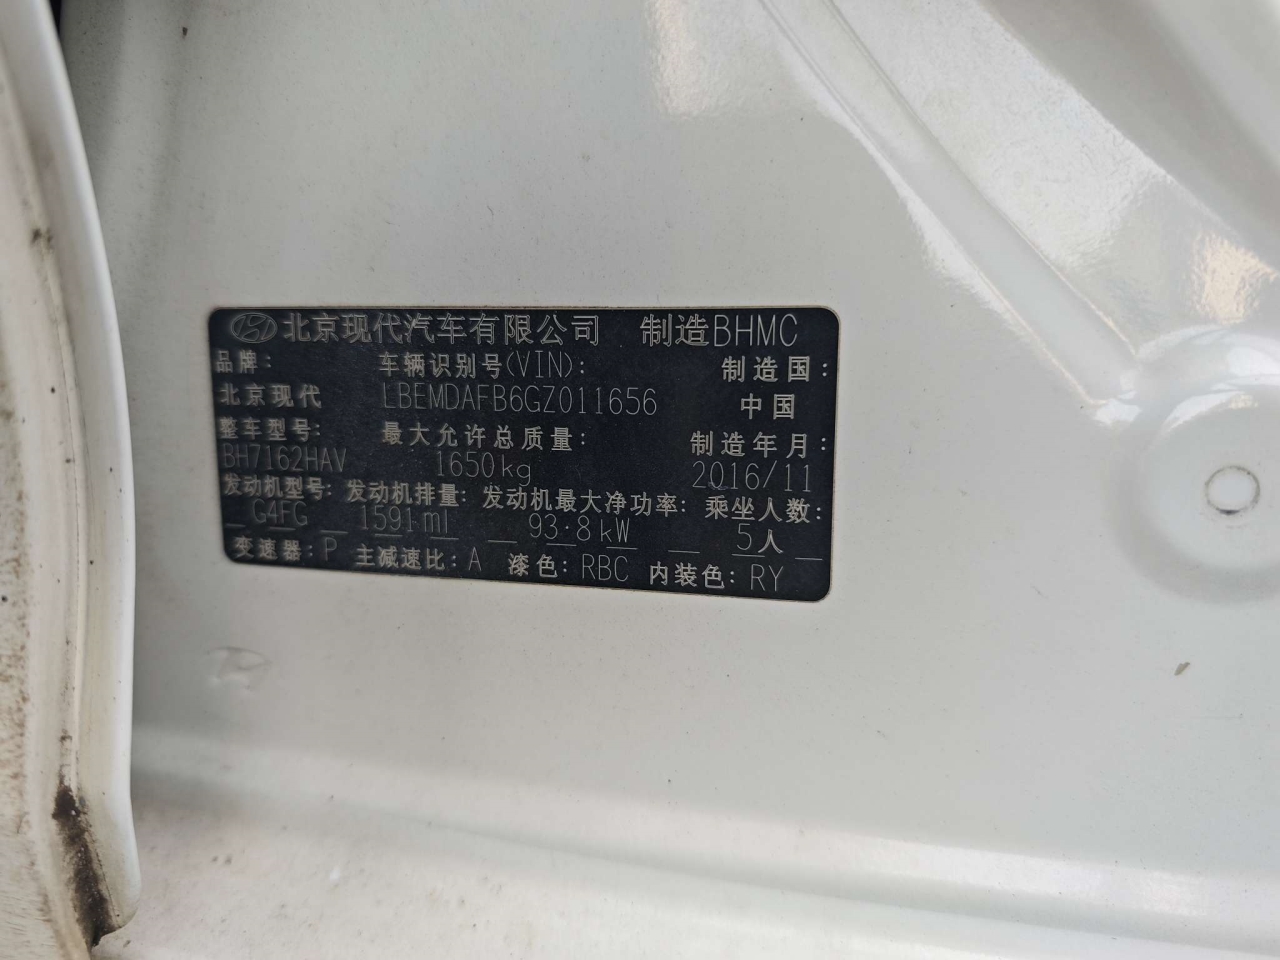 北京现代汽车有限公司 制造BHMC
品牌: 车辆识别号(VIN): 制造国:
北京现代 LBEMDAFB6GZ011656 中国
整车型号: 最大允许总质量: 制造年月:
BH7162HAV 1650kg 2016/11
发动机型号: 发动机排量: 发动机最大净功率: 乘坐人数:
G4FG 1591ml 93.8kW 5人
变速器: P 主减速比: A 漆色: RBC 内装色: RY